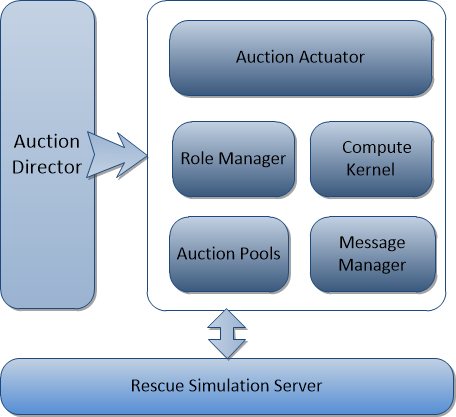 Auction Actuator
Auction
Director
Role Manager
Compute
Kernel
Auction Pools
Message
Manager
Rescue Simulation Server